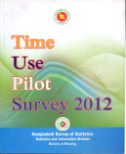 Time
Use
Pilot
Survey 2012
Bangladesh Bureau of Statistics
Statistics and Informatics Division
Ministry of Planning